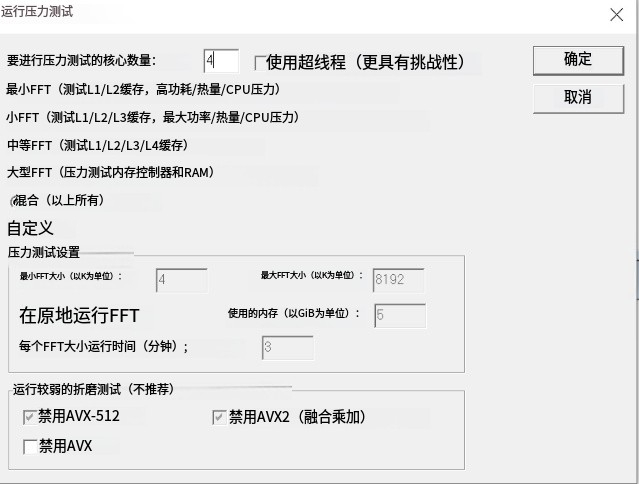 运行压力测试
要进行压力测试的核心数量: 4 使用超线程（更具有挑战性） 确定
最小FFT（测试L1/L2缓存，高功耗/热量/CPU压力） 取消
小FFT（测试L1/L2/L3缓存，最大功率/热量/CPU压力）
中等FFT（测试L1/L2/L3/L4缓存）
大型FFT（压力测试内存控制器和RAM）
混合（以上所有）
自定义
压力测试设置
最小FFT大小（以K为单位）: 4 最大FFT大小（以K为单位）: 8192
在原地运行FFT 使用的内存（以GiB为单位）: 5
每个FFT大小运行时间（分钟）; 3
运行较弱的折磨测试（不推荐）
禁用AVX-512 禁用AVX2（融合乘加）
禁用AVX